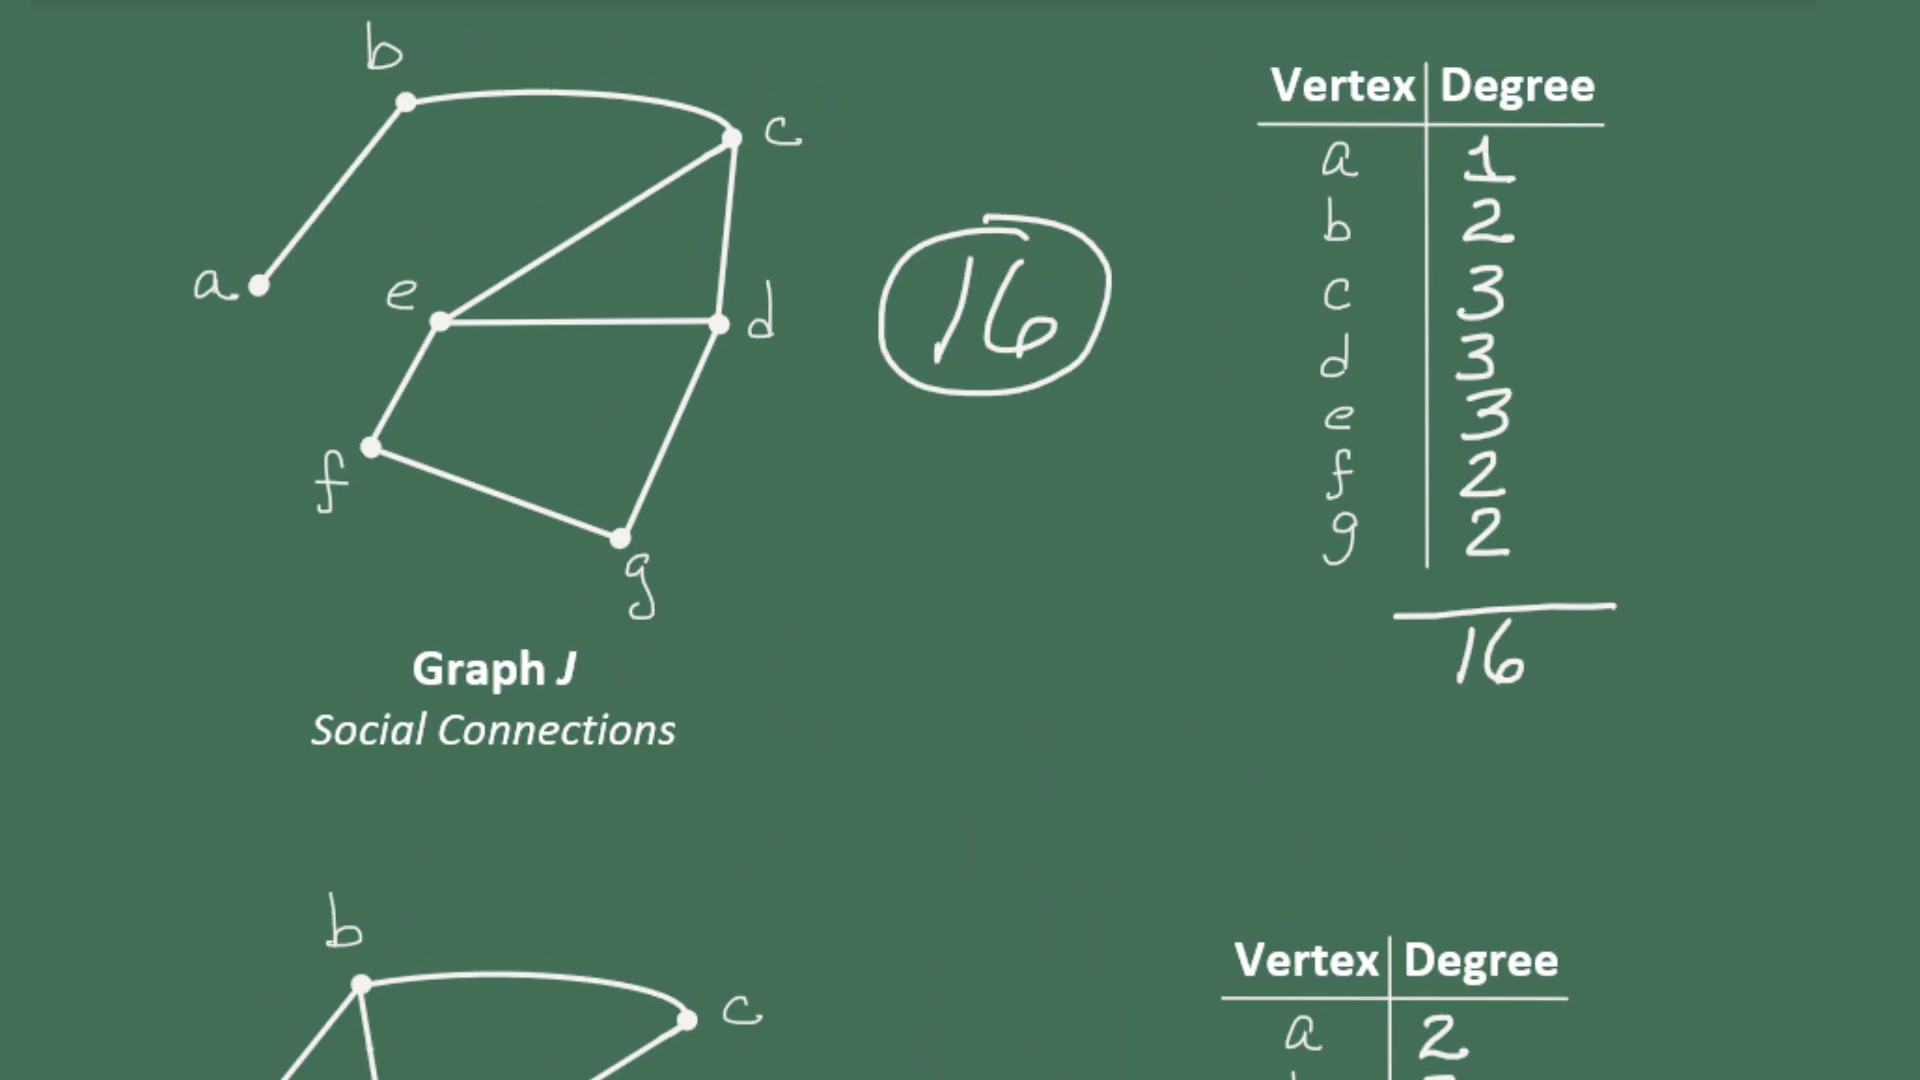 b
c
a
e
d
f
g
16
Graph J
Social Connections
Vertex Degree
a 1
b 2
c 3
d 3
e 3
f 2
g 2
16
b
c
Vertex Degree
a 2